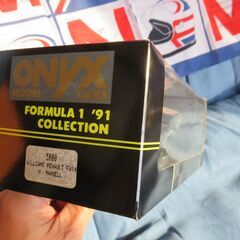 ONYX
MODEL CARS
FORMULA 1 '91
COLLECTION
5000
WILLIAMS RENAULT FW14
N. MANSELL